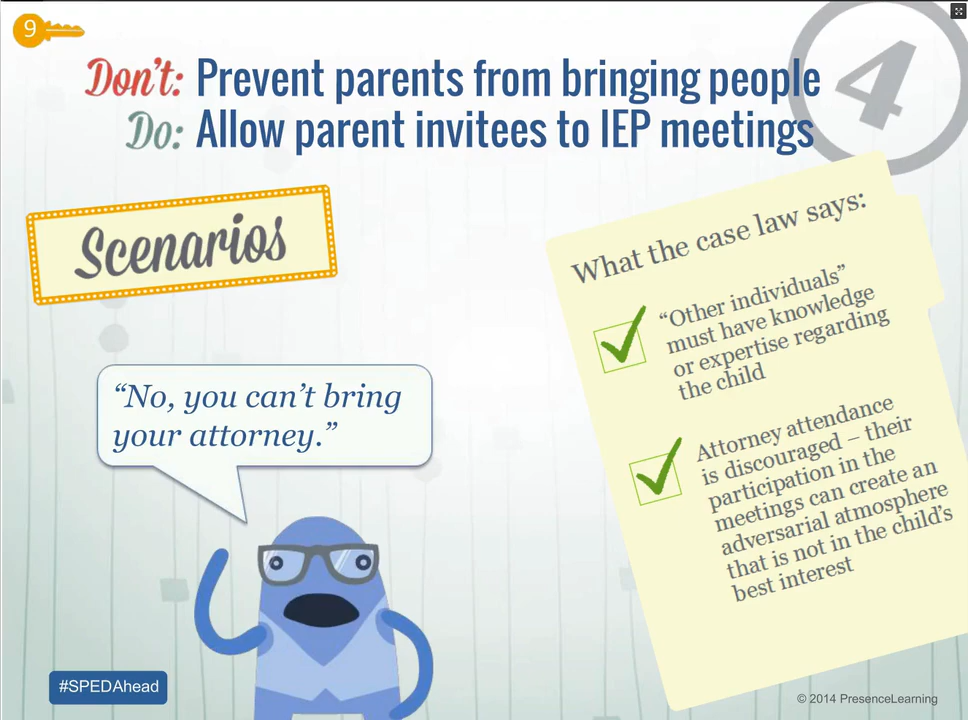 9
4
Don't: Prevent parents from bringing people
Do: Allow parent invitees to IEP meetings
Scenarios
What the case law says:
“Other individuals”
must have knowledge
or expertise regarding
the child
Attorney attendance
is discouraged – their
participation in the
meetings can create an
adversarial atmosphere
that is not in the child’s
best interest
“No, you can’t bring
your attorney.”
#SPEDAhead
© 2014 PresenceLearning